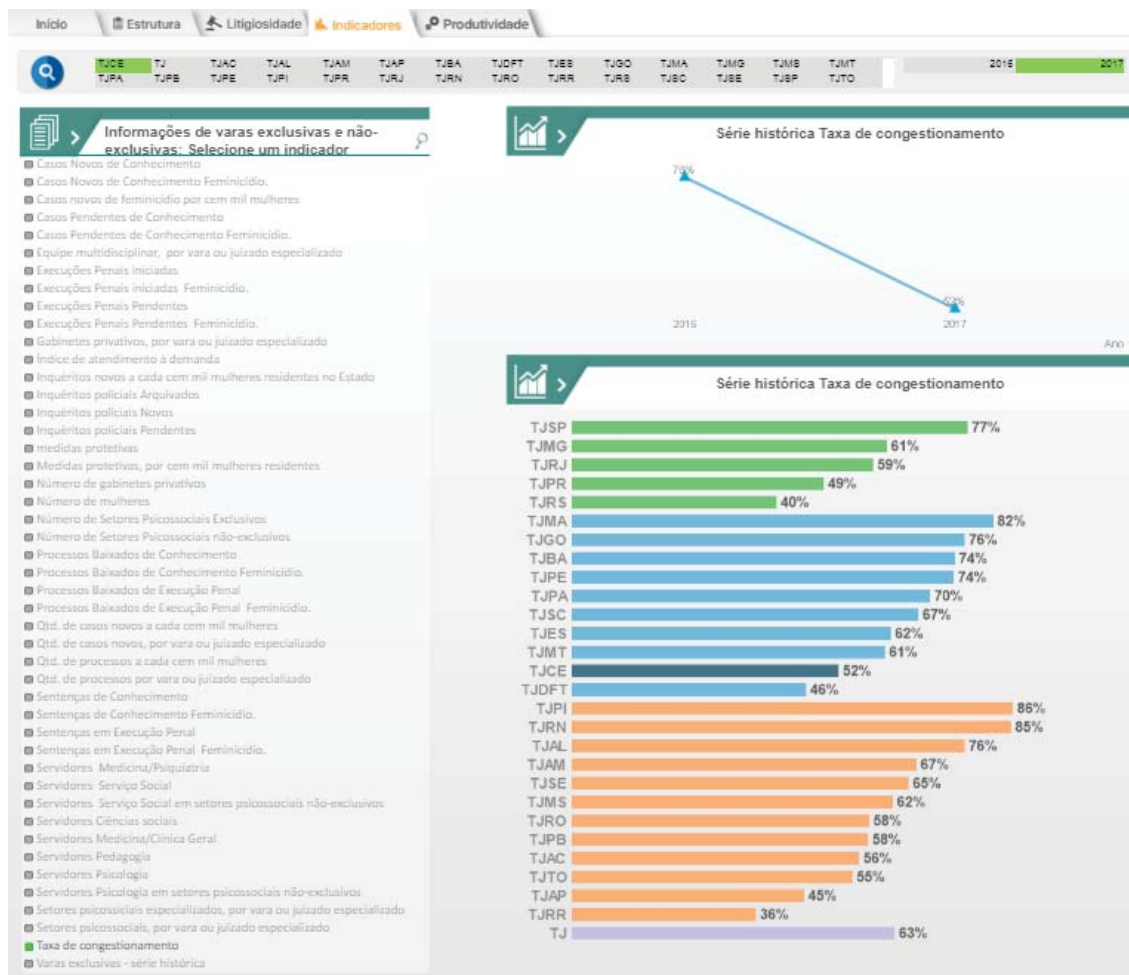 Início Estrutura Litigiosidade Indicadores Produtividade
TJCE TJ TJAC TJAL TJAM TJAP TJBA TJDFT TJES TJGO TJMA TJMG TJMS TJMT 2016 2017
TJPA TJPB TJPE TJPI TJPR TJRJ TJRN TJRO TJRR TJRS TJSC TJSE TJSP TJTO
Informações de varas exclusivas e não-
exclusivas: Selecione um indicador
Casos Novos de Conhecimento
Casos Novos de Conhecimento Feminicídio.
Casos novos de feminicídio por cem mil mulheres
Casos Pendentes de Conhecimento
Casos Pendentes de Conhecimento Feminicídio.
Equipe multidisciplinar, por vara ou juizado especializado
Execuções Penais iniciadas
Execuções Penais iniciadas Feminicídio.
Execuções Penais Pendentes
Execuções Penais Pendentes Feminicídio.
Gabinetes privativos, por vara ou juizado especializado
Índice de atendimento à demanda
Inquéritos novos a cada cem mil mulheres residentes no Estado
Inquéritos policiais Arquivados
Inquéritos policiais Novos
Inquéritos policiais Pendentes
medidas protetivas
Medidas protetivas, por cem mil mulheres residentes
Número de gabinetes privativos
Número de mulheres
Número de Setores Psicossociais Exclusivos
Número de Setores Psicossociais não-exclusivos
Processos Baixados de Conhecimento
Processos Baixados de Conhecimento Feminicídio.
Processos Baixados de Execução Penal
Processos Baixados de Execução Penal Feminicídio.
Qtd. de casos novos a cada cem mil mulheres
Qtd. de casos novos, por vara ou juizado especializado
Qtd. de processos a cada cem mil mulheres
Qtd. de processos por vara ou juizado especializado
Sentenças de Conhecimento
Sentenças de Conhecimento Feminicídio.
Sentenças em Execução Penal
Sentenças em Execução Penal Feminicídio.
Servidores Medicina/Psiquiatria
Servidores Serviço Social
Servidores Serviço Social em setores psicossociais não-exclusivos
Servidores Ciências sociais
Servidores Medicina/Clínica Geral
Servidores Pedagogia
Servidores Psicologia
Servidores Psicologia em setores psicossociais não-exclusivos
Setores psicossiciais especializados, por vara ou juizado especializado
Setores psicossociais, por vara ou juizado especializado
Taxa de congestionamento
Varas exclusivas - série histórica
Série histórica Taxa de congestionamento
2016 2017
Ano
Série histórica Taxa de congestionamento
TJSP 77%
TJMG 61%
TJRJ 59%
TJPR 49%
TJRS 40%
TJMA 82%
TJGO 76%
TJBA 74%
TJPE 74%
TJPA 70%
TJSC 67%
TJES 62%
TJMT 61%
TJCE 52%
TJDFT 46%
TJPI 86%
TJRN 85%
TJAL 76%
TJAM 67%
TJSE 65%
TJMS 62%
TJRO 58%
TJPB 58%
TJAC 56%
TJTO 55%
TJAP 45%
TJRR 36%
TJ 63%